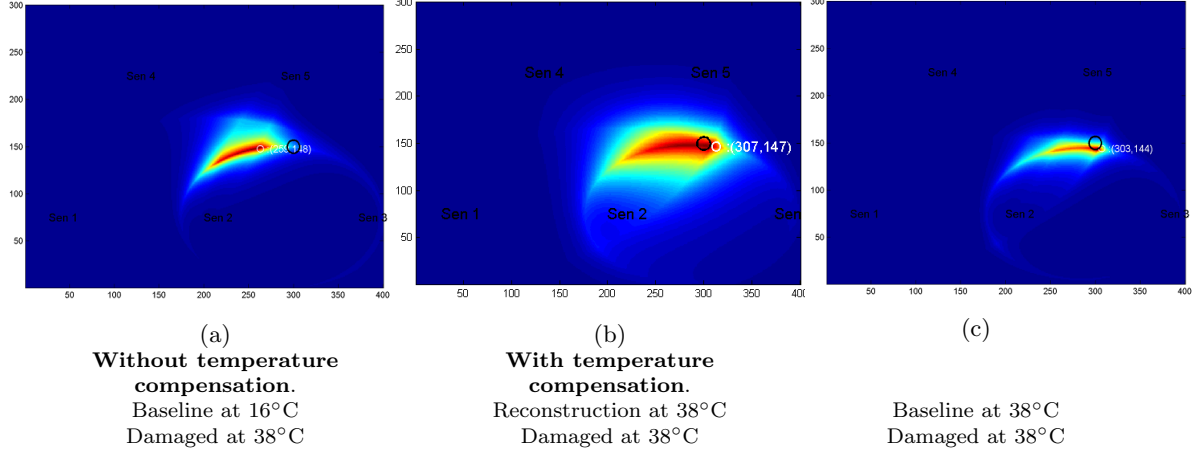 300
250
200
150
100
50
50 100 150 200 250 300 350 400
Sen 4
Sen 5
Sen 1
Sen 2
Sen 3
300
250
200
150
100
50
50 100 150 200 250 300 350 400
Sen 4
Sen 5
:(307,147)
Sen 1
Sen 2
Sen
300
250
200
150
100
50
50 100 150 200 250 300 350 400
Sen 4
Sen 5
:(303,144)
Sen 1
Sen 2
Sen 3
(a)
Without temperature
compensation.
Baseline at 16°C
Damaged at 38°C
(b)
With temperature
compensation.
Reconstruction at 38°C
Damaged at 38°C
(c)
Baseline at 38°C
Damaged at 38°C